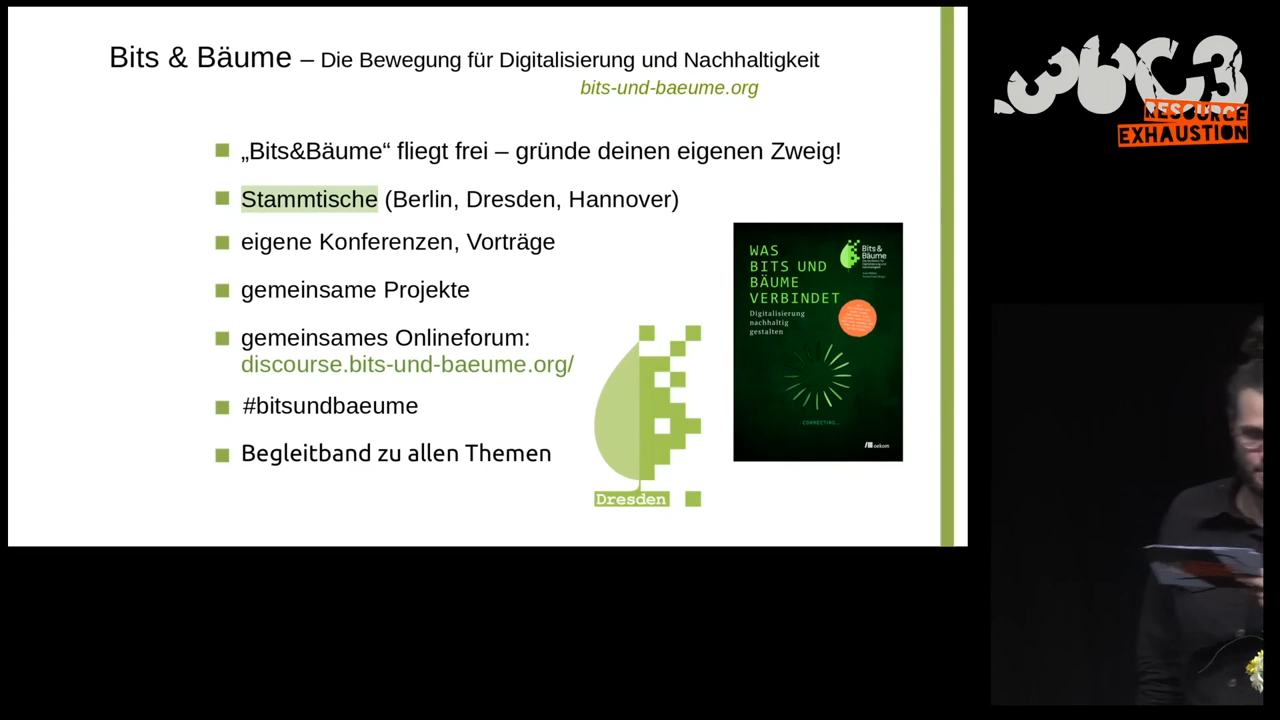 Bits & Bäume – Die Bewegung für Digitalisierung und Nachhaltigkeit
bits-und-baeume.org
„Bits&Bäume“ fliegt frei – gründe deinen eigenen Zweig!
Stammtische (Berlin, Dresden, Hannover)
eigene Konferenzen, Vorträge
gemeinsame Projekte
gemeinsames Onlineforum:
discourse.bits-und-baeume.org/
#bitsundbaeume
Begleitband zu allen Themen
Dresden
WAS
BITS UND
BÄUME
VERBINDET
Digitalisierung
nachhaltig
gestalten
Bits &
Bäume
CONNECTING...
oekom
36C3
RESOURCE
EXHAUSTION